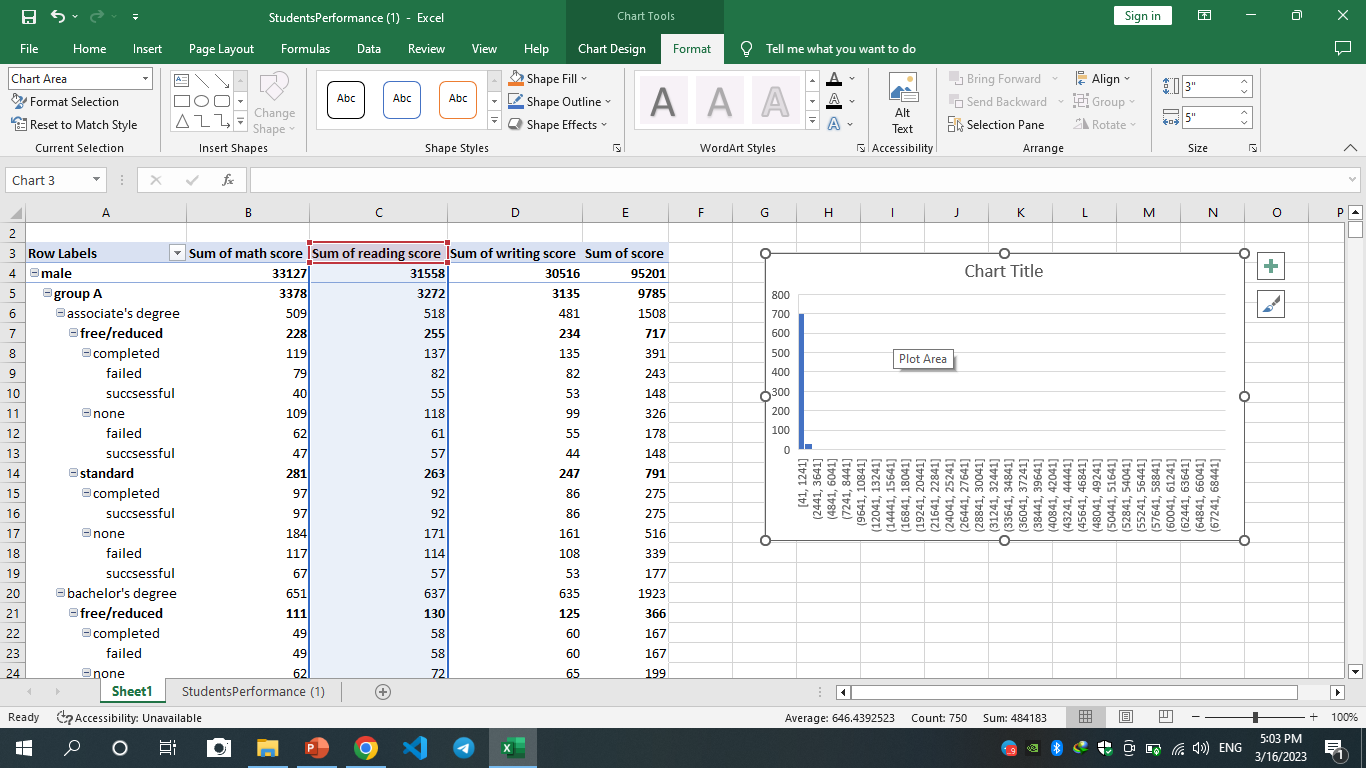 StudentsPerformance (1) - Excel
Chart Tools
Sign in
File Home Insert Page Layout Formulas Data Review View Help Chart Design Format Tell me what you want to do
Chart Area
Format Selection
Reset to Match Style
Current Selection
Change
Shape
Insert Shapes
Abc Abc Abc
Shape Fill
Shape Outline
Shape Effects
Shape Styles
A A A
WordArt Styles
Alt
Text
Accessibility
Bring Forward
Send Backward
Selection Pane
Align
Group
Rotate
Arrange
3"
5"
Size
Chart 3
fx
A B C D E F G H I J K L M N O P
2
3 Row Labels Sum of math score Sum of reading score Sum of writing score Sum of score
4 male 33127 31558 30516 95201
5 group A 3378 3272 3135 9785
6 associate's degree 509 518 481 1508
7 free/reduced 228 255 234 717
8 completed 119 137 135 391
9 failed 79 82 82 243
10 succsessful 40 55 53 148
11 none 109 118 99 326
12 failed 62 61 55 178
13 succsessful 47 57 44 148
14 standard 281 263 247 791
15 completed 97 92 86 275
16 succsessful 97 92 86 275
17 none 184 171 161 516
18 failed 117 114 108 339
19 succsessful 67 57 53 177
20 bachelor's degree 651 637 635 1923
21 free/reduced 111 130 125 366
22 completed 49 58 60 167
23 failed 49 58 60 167
24 none 62 72 65 199
Chart Title
800
700
600
500
400
300
200
100
0
Plot Area
[41, 1241]
(2441, 3641]
(4841, 6041]
(7241, 8441]
(9641, 10841]
(12041, 13241]
(14441, 15641]
(16841, 18041]
(19241, 20441]
(21641, 22841]
(24041, 25241]
(26441, 27641]
(28841, 30041]
(31241, 32441]
(33641, 34841]
(36041, 37241]
(38441, 39641]
(40841, 42041]
(43241, 44441]
(45641, 46841]
(48041, 49241]
(50441, 51641]
(52841, 54041]
(55241, 56441]
(57641, 58841]
(60041, 61241]
(62441, 63641]
(64841, 66041]
(67241, 68441]
Sheet1 StudentsPerformance (1)
Ready Accessibility: Unavailable Average: 646.4392523 Count: 750 Sum: 484183 100%
ENG
5:03 PM
3/16/2023
1